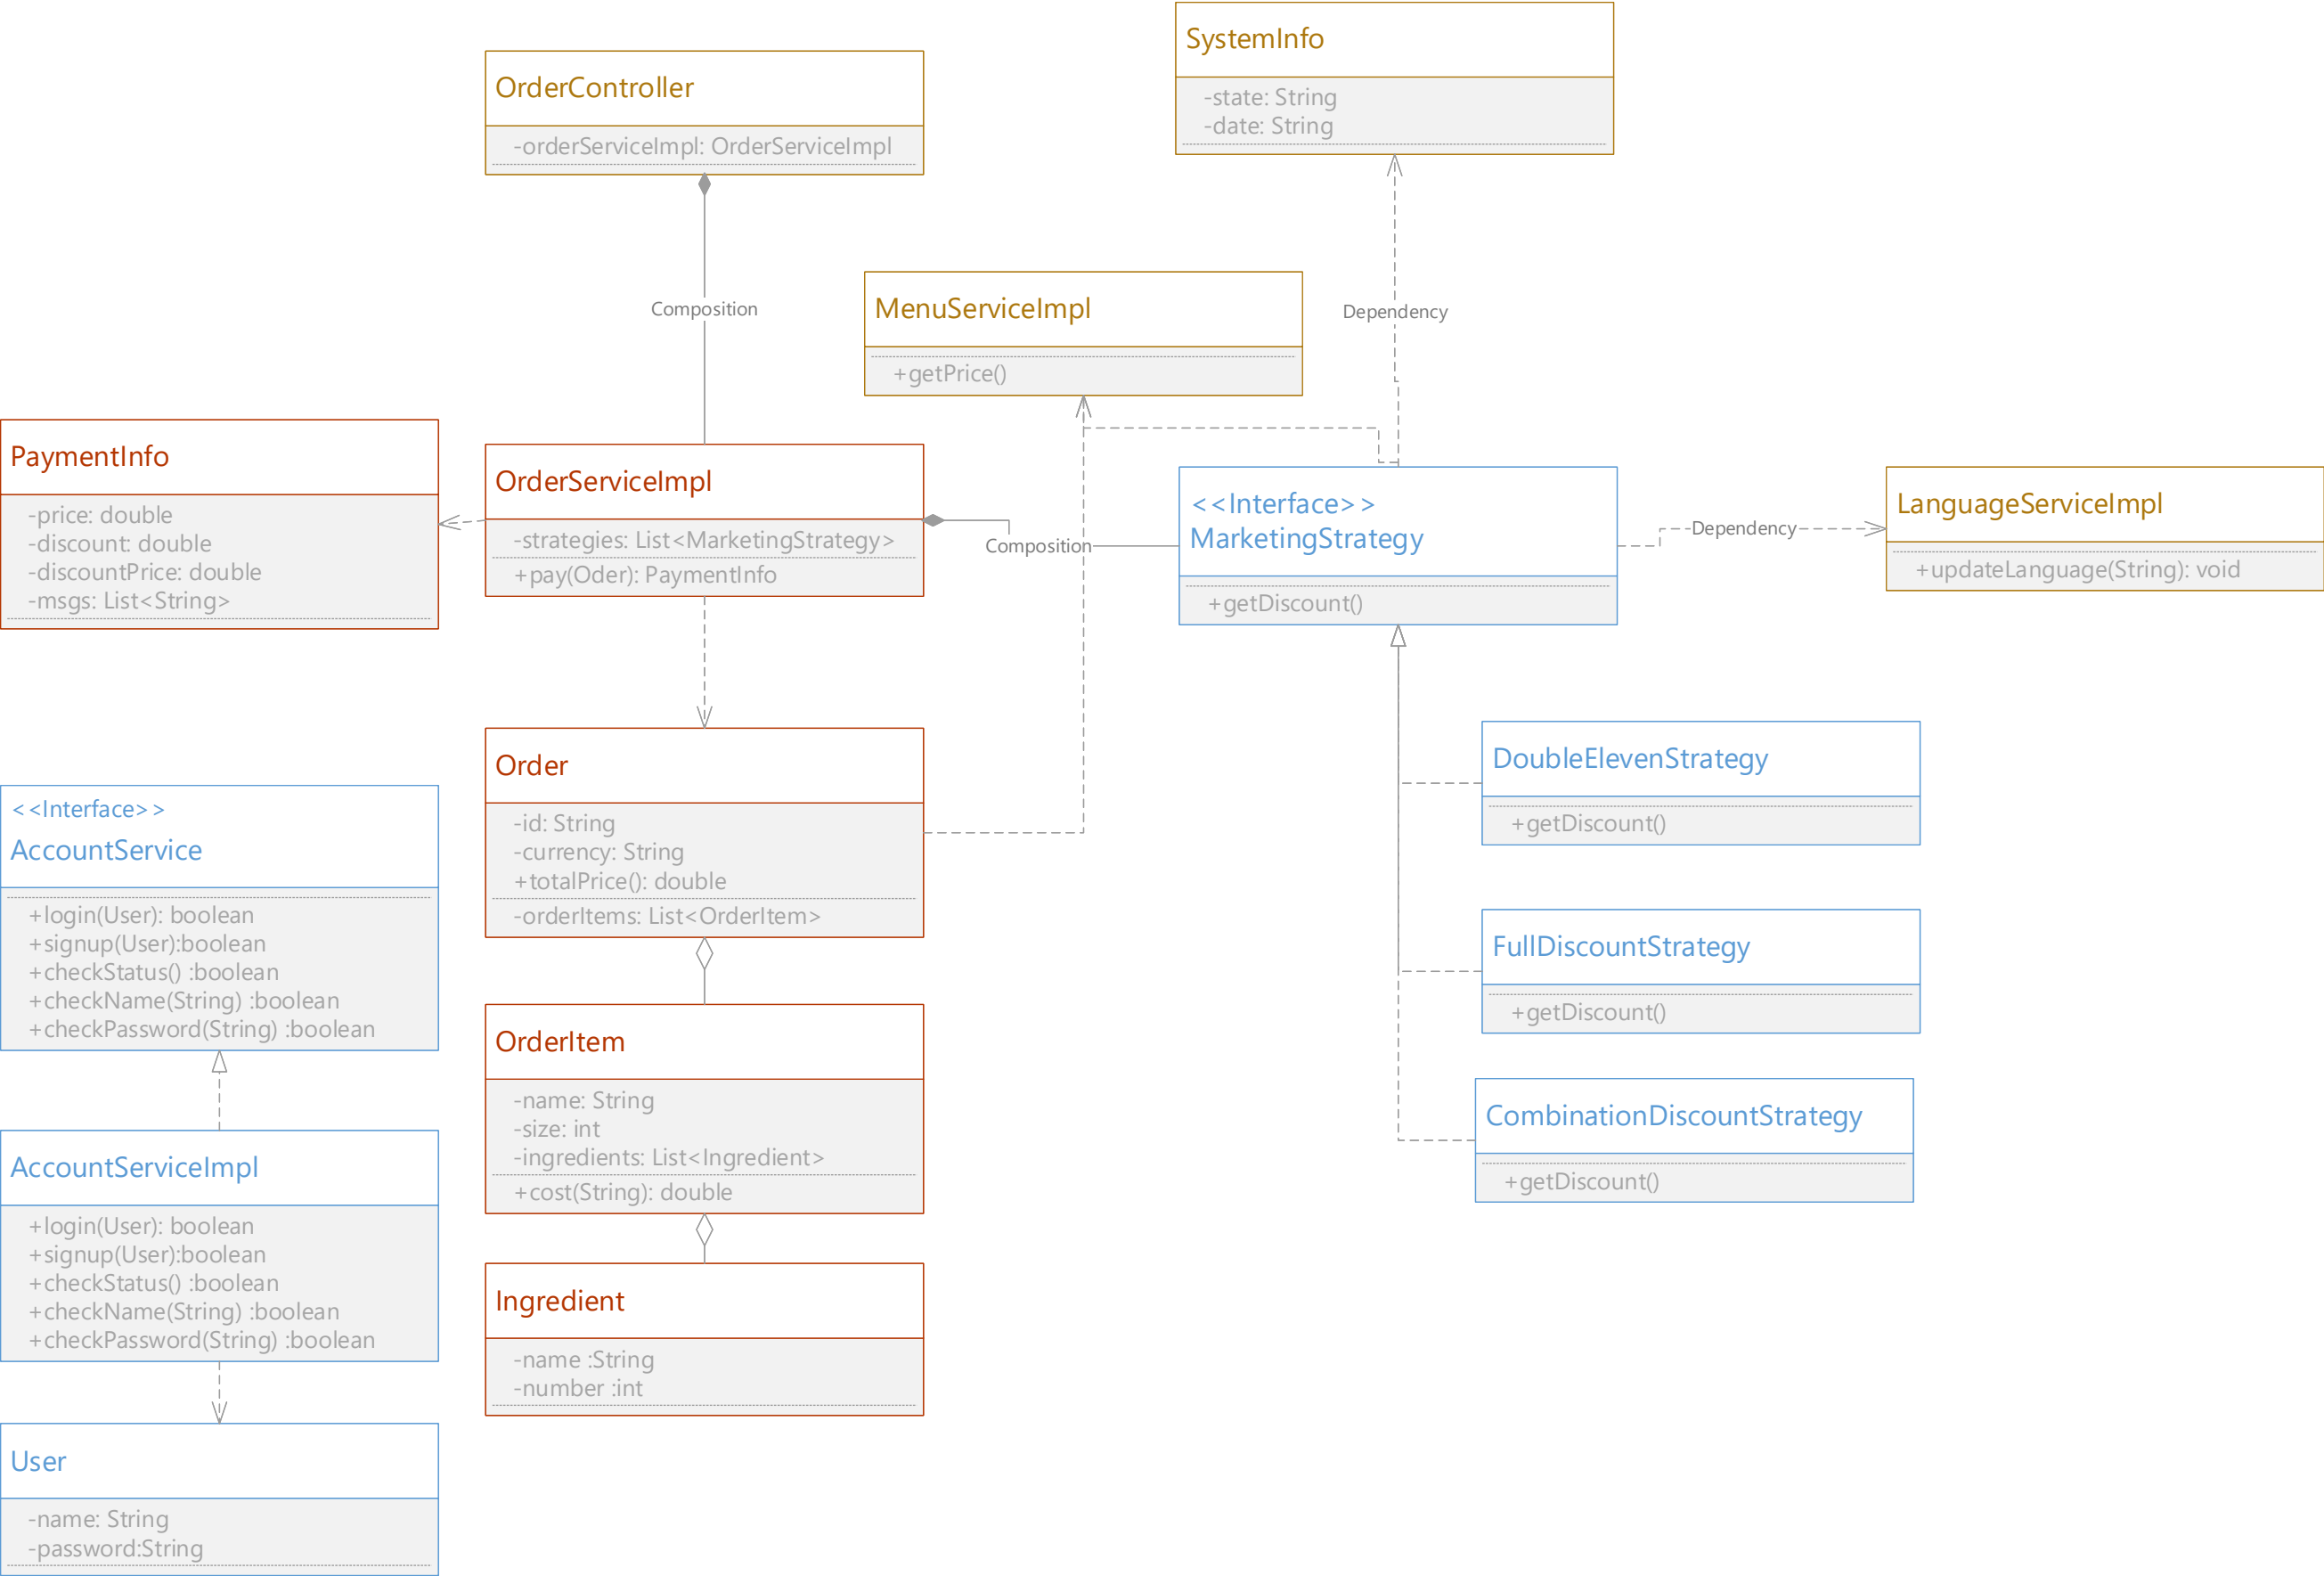 SystemInfo
-state: String
-date: String
OrderController
-orderServiceImpl: OrderServiceImpl
Composition
MenuServiceImpl
+getPrice()
Dependency
PaymentInfo
-price: double
-discount: double
-discountPrice: double
-msgs: List<String>
OrderServiceImpl
-strategies: List<MarketingStrategy>
+pay(Oder): PaymentInfo
Composition
<<Interface>>
MarketingStrategy
+getDiscount()
Dependency
LanguageServiceImpl
+updateLanguage(String): void
Order
-id: String
-currency: String
+totalPrice(): double
-orderItems: List<OrderItem>
DoubleElevenStrategy
+getDiscount()
<<Interface>>
AccountService
+login(User): boolean
+signup(User):boolean
+checkStatus() :boolean
+checkName(String) :boolean
+checkPassword(String) :boolean
FullDiscountStrategy
+getDiscount()
OrderItem
-name: String
-size: int
-ingredients: List<Ingredient>
+cost(String): double
CombinationDiscountStrategy
+getDiscount()
AccountServiceImpl
+login(User): boolean
+signup(User):boolean
+checkStatus() :boolean
+checkName(String) :boolean
+checkPassword(String) :boolean
Ingredient
-name :String
-number :int
User
-name: String
-password:String